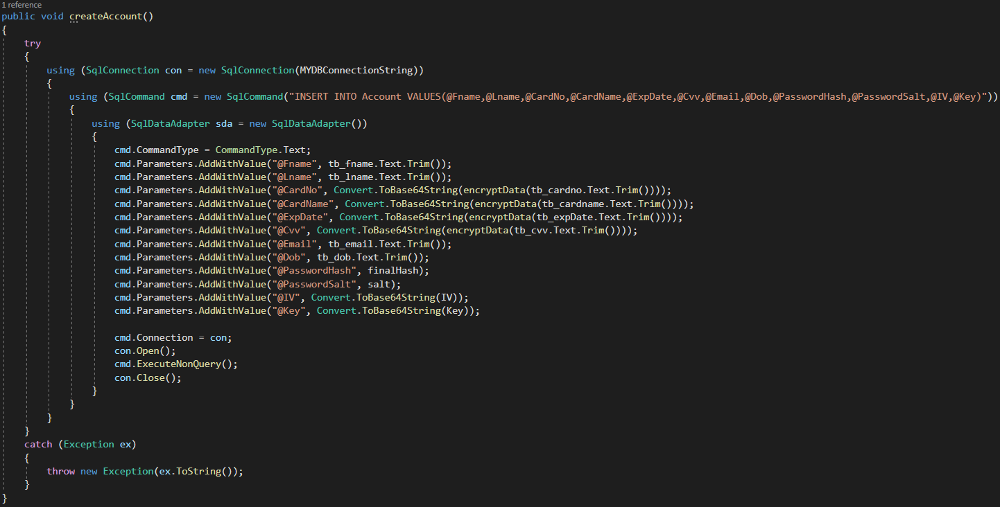 1 reference
public void createAccount()
{
try
{
using (SqlConnection con = new SqlConnection(MYDBConnectionString))
{
using (SqlCommand cmd = new SqlCommand("INSERT INTO Account VALUES(@Fname,@Lname,@CardNo,@CardName,@ExpDate,@Cvv,@Email,@Dob,@PasswordHash,@PasswordSalt,@IV,@Key)"))
{
using (SqlDataAdapter sda = new SqlDataAdapter())
{
cmd.CommandType = CommandType.Text;
cmd.Parameters.AddWithValue("@Fname", tb_fname.Text.Trim());
cmd.Parameters.AddWithValue("@Lname", tb_lname.Text.Trim());
cmd.Parameters.AddWithValue("@CardNo", Convert.ToBase64String(encryptData(tb_cardno.Text.Trim())));
cmd.Parameters.AddWithValue("@CardName", Convert.ToBase64String(encryptData(tb_cardname.Text.Trim())));
cmd.Parameters.AddWithValue("@ExpDate", Convert.ToBase64String(encryptData(tb_expDate.Text.Trim())));
cmd.Parameters.AddWithValue("@Cvv", Convert.ToBase64String(encryptData(tb_cvv.Text.Trim())));
cmd.Parameters.AddWithValue("@Email", tb_email.Text.Trim());
cmd.Parameters.AddWithValue("@Dob", tb_dob.Text.Trim());
cmd.Parameters.AddWithValue("@PasswordHash", finalHash);
cmd.Parameters.AddWithValue("@PasswordSalt", salt);
cmd.Parameters.AddWithValue("@IV", Convert.ToBase64String(IV));
cmd.Parameters.AddWithValue("@Key", Convert.ToBase64String(Key));
cmd.Connection = con;
con.Open();
cmd.ExecuteNonQuery();
con.Close();
}
}
}
}
catch (Exception ex)
{
throw new Exception(ex.ToString());
}
}